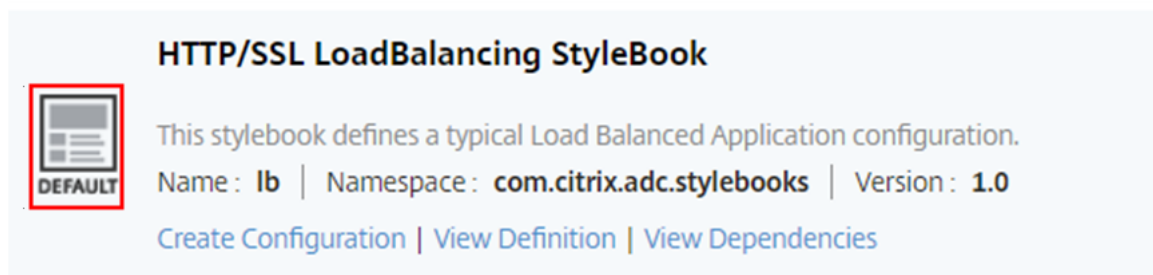 HTTP/SSL LoadBalancing StyleBook
This stylebook defines a typical Load Balanced Application configuration.
DEFAULT
Name : lb | Namespace : com.citrix.adc.stylebooks | Version : 1.0
Create Configuration | View Definition | View Dependencies